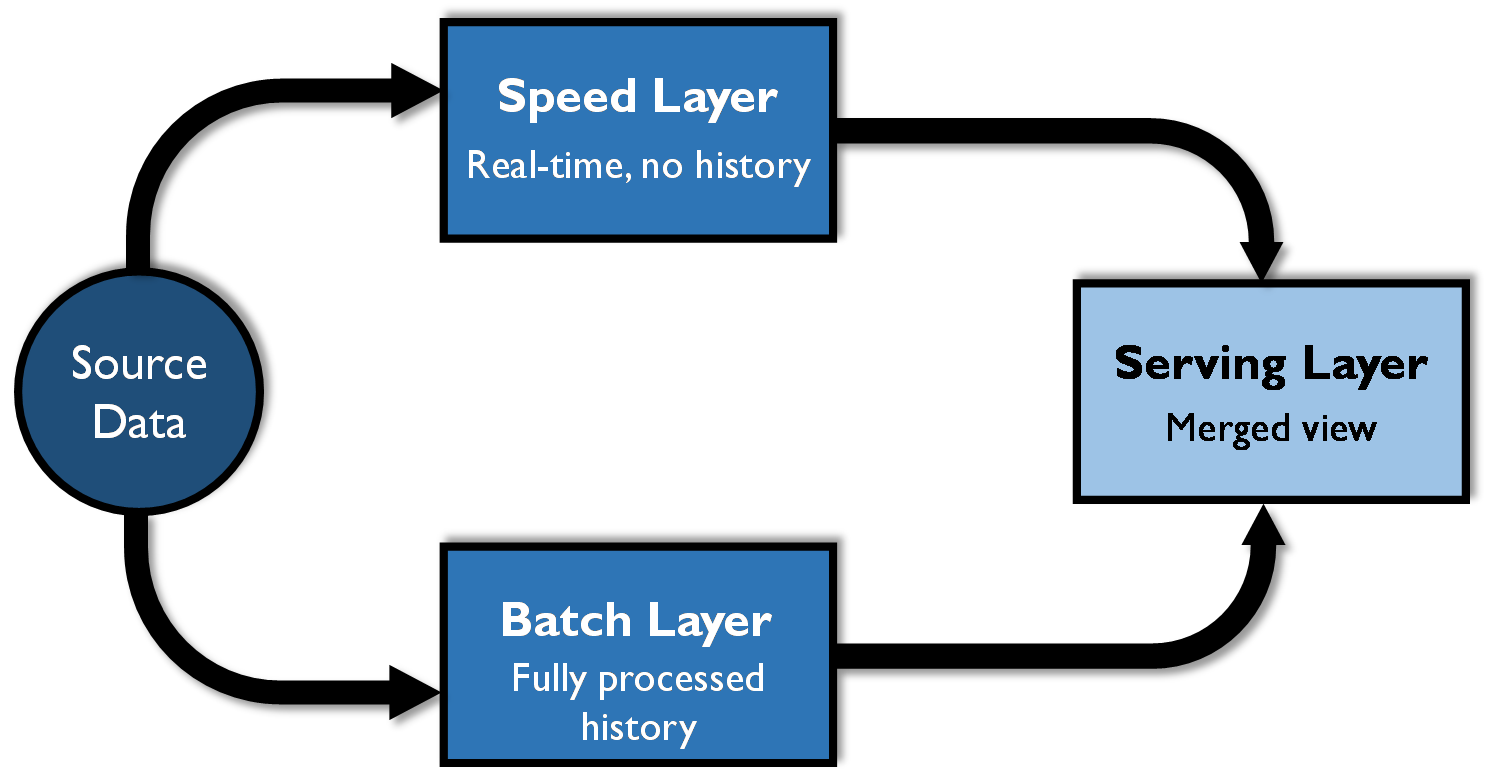 Speed Layer
Real-time, no history
Source
Data
Serving Layer
Merged view
Batch Layer
Fully processed
history